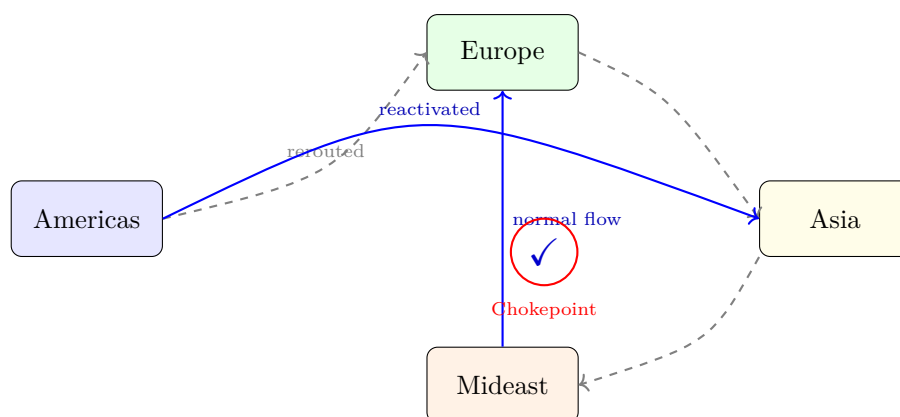 Europe
reactivated
rerouted
Americas
normal flow
Asia
✓
Chokepoint
Mideast